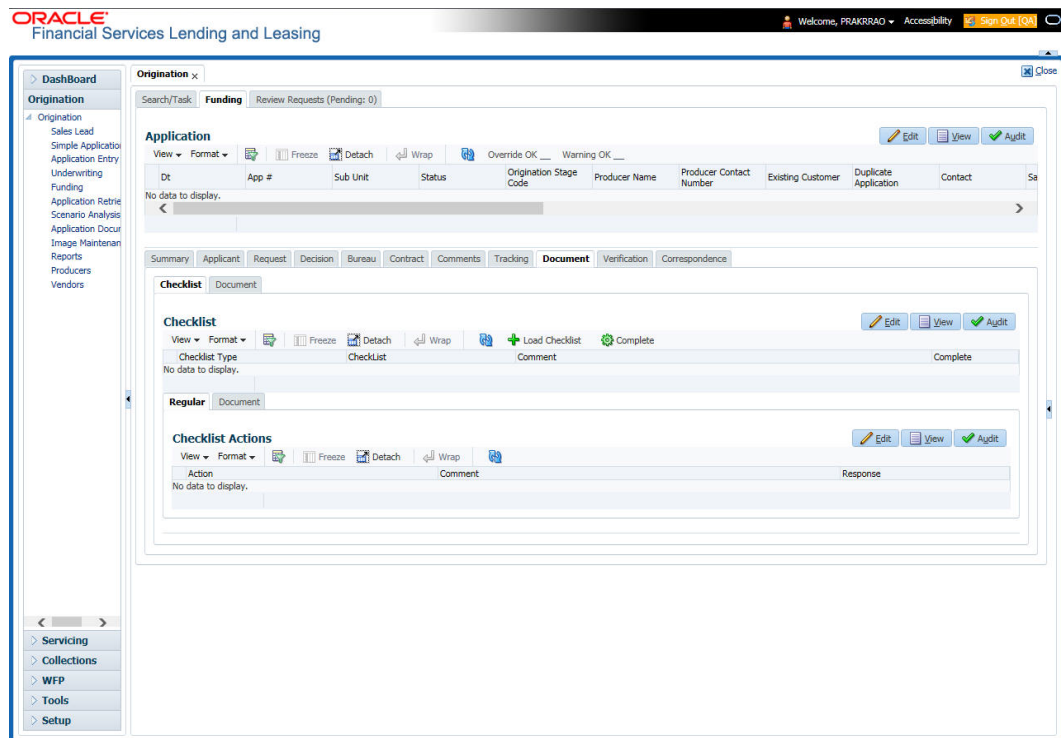 ORACLE
Financial Services Lending and Leasing
Welcome, PRAKRRAO Accessibility Sign Out [QA]
Close
DashBoard
Origination
Origination
Sales Lead
Simple Applicatio
Application Entry
Underwriting
Funding
Application Retrie
Scenario Analysis
Application Docur
Image Maintenan
Reports
Producers
Vendors
Servicing
Collections
WFP
Tools
Setup
Origination
Search/Task Funding Review Requests (Pending: 0)
Application
Edit View Audit
View Format Freeze Detach Wrap Override OK __ Warning OK __
Dt App # Sub Unit Status Origination Stage Code Producer Name Producer Contact Number Existing Customer Duplicate Application Contact Sa
No data to display.
Summary Applicant Request Decision Bureau Contract Comments Tracking Document Verification Correspondence
Checklist Document
Checklist
Edit View Audit
View Format Freeze Detach Wrap Load Checklist Complete
Checklist Type CheckList Comment Complete
No data to display.
Regular Document
Checklist Actions
Edit View Audit
View Format Freeze Detach Wrap
Action Comment Response
No data to display.